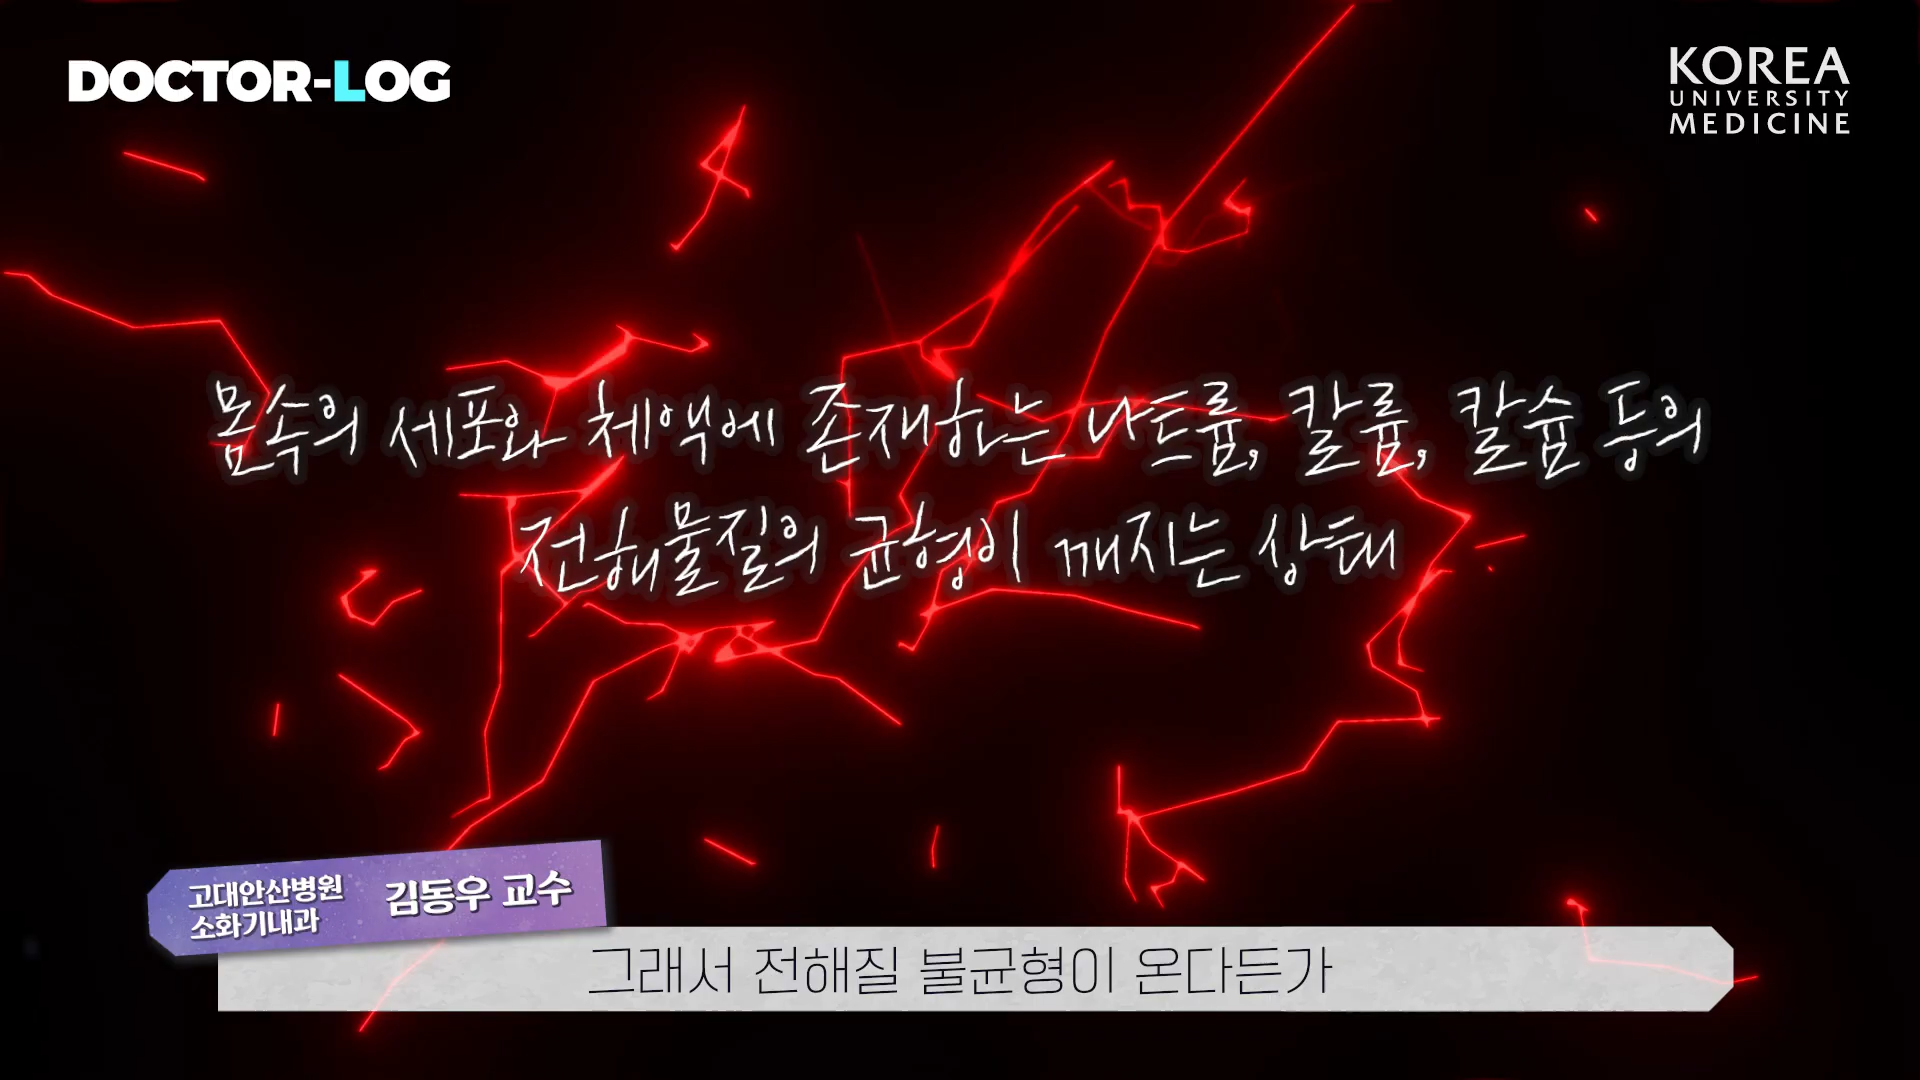 DOCTOR-LOG
KOREA
UNIVERSITY
MEDICINE
몸속의 세포와 체액에 존재하는 나트륨, 칼륨, 칼슘 등의
전해물질의 균형이 깨지는 상태
고대안산병원
소화기내과
김동우 교수
그래서 전해질 불균형이 온다든가